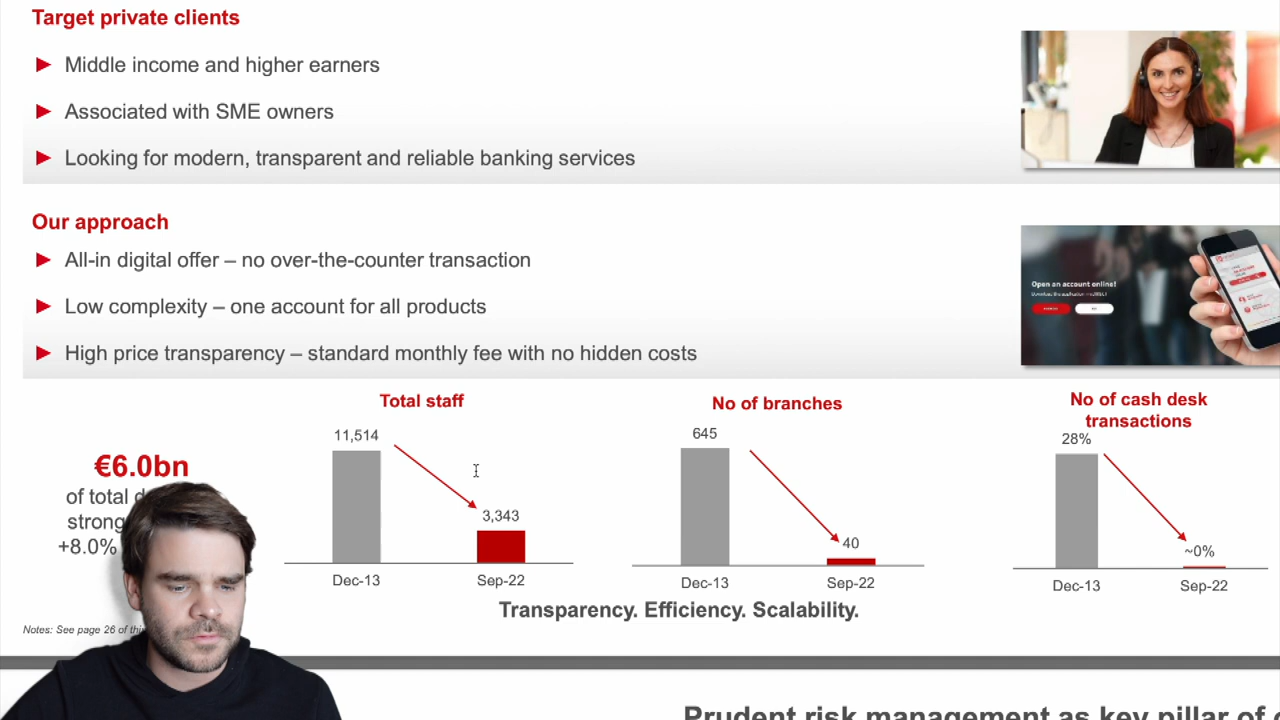 Target private clients
Middle income and higher earners
Associated with SME owners
Looking for modern, transparent and reliable banking services
Our approach
All-in digital offer – no over-the-counter transaction
Low complexity – one account for all products
High price transparency – standard monthly fee with no hidden costs
Open an account online!
€6.0bn
of total
strong
+8.0%
Total staff
11,514
3,343
Dec-13
Sep-22
No of branches
645
40
Dec-13
Sep-22
No of cash desk
transactions
28%
~0%
Dec-13
Sep-22
Transparency. Efficiency. Scalability.
Notes: See page 26 of
Prudent risk management as key pillar of